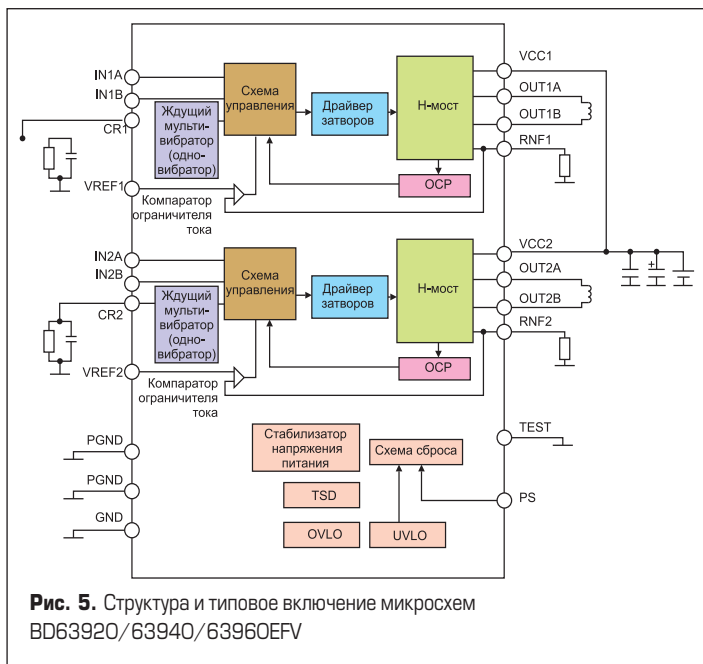 IN1A
IN1B
CR1
VREF1
Ждущий
мульти-
вибратор
(одно-
вибратор)
Схема
управления
Драйвер
затворов
Н-мост
OCP
Компаратор
ограничителя
тока
VCC1
OUT1A
OUT1B
RNF1
IN2A
IN2B
CR2
VREF2
Ждущий
мульти-
вибратор
(одно-
вибратор)
Схема
управления
Драйвер
затворов
Н-мост
OCP
Компаратор
ограничителя
тока
VCC2
OUT2A
OUT2B
RNF2
+
PGND
PGND
GND
Стабилизатор
напряжения
питания
Схема сброса
TSD
OVLO
UVLO
TEST
PS
Рис. 5. Структура и типовое включение микросхем
BD63920/63940/63960EFV